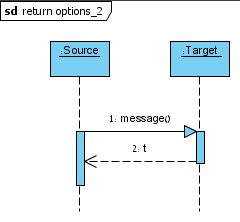 sd return options_2
:Source
:Target
1: message()
2: t